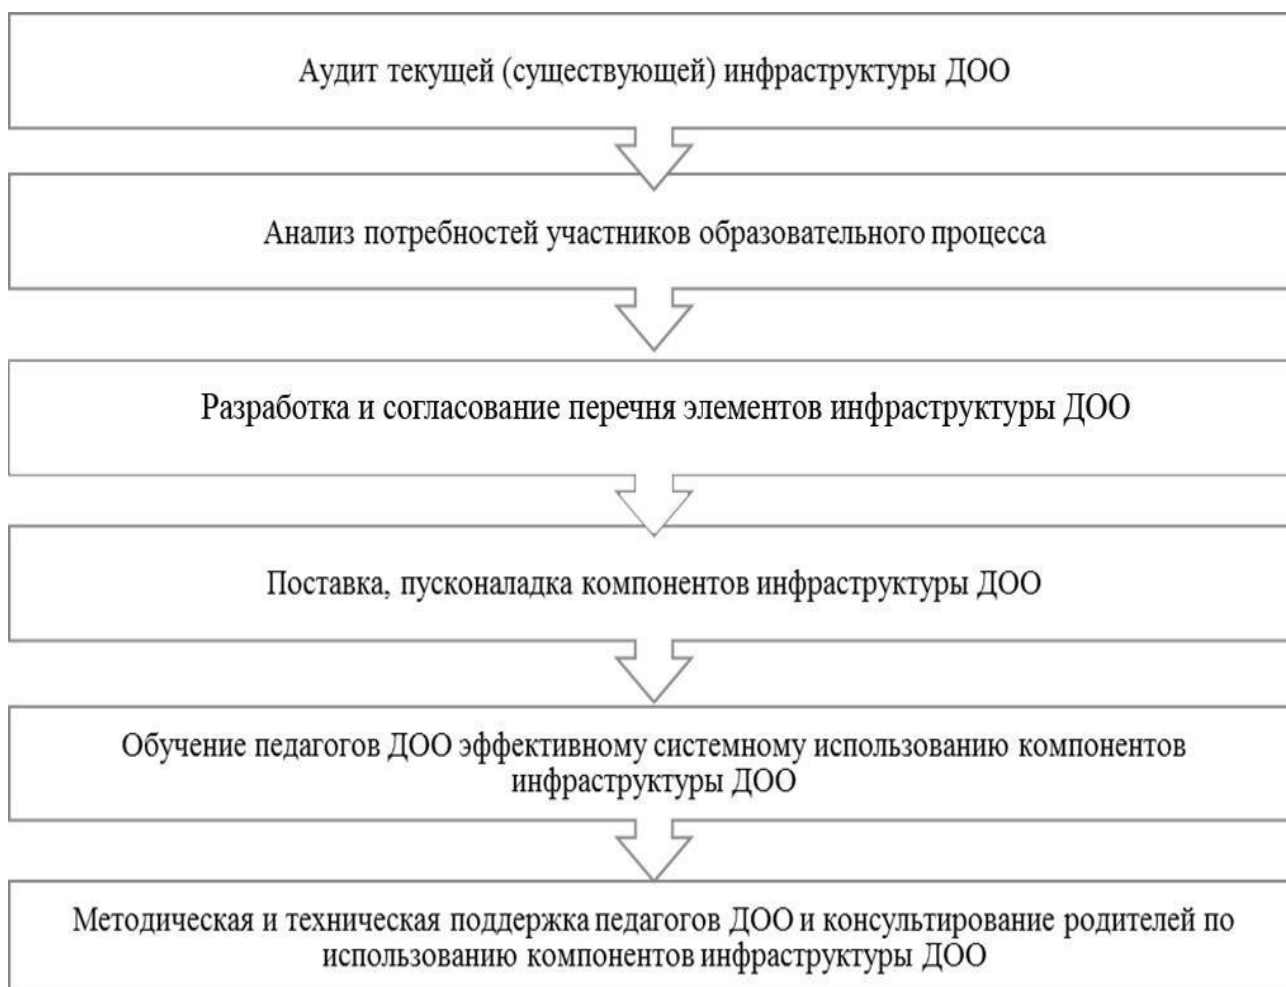 Аудит текущей (существующей) инфраструктуры ДОО
Анализ потребностей участников образовательного процесса
Разработка и согласование перечня элементов инфраструктуры ДОО
Поставка, пусконаладка компонентов инфраструктуры ДОО
Обучение педагогов ДОО эффективному системному использованию компонентов
инфраструктуры ДОО
Методическая и техническая поддержка педагогов ДОО и консультирование родителей по
использованию компонентов инфраструктуры ДОО